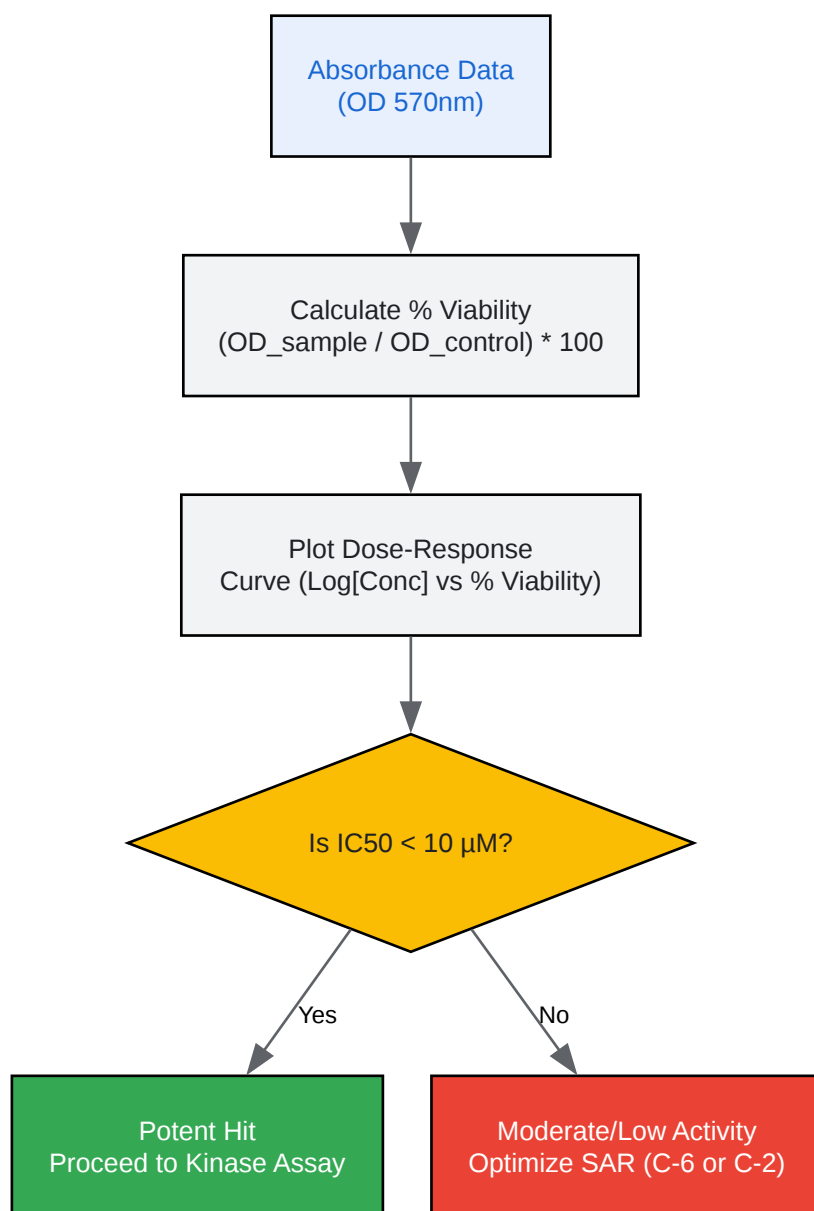 Absorbance Data
(OD 570nm)
Calculate % Viability
(OD_sample / OD_control) * 100
Plot Dose-Response
Curve (Log[Conc] vs % Viability)
Is IC50 < 10 µM?
Yes
No
Potent Hit
Proceed to Kinase Assay
Moderate/Low Activity
Optimize SAR (C-6 or C-2)